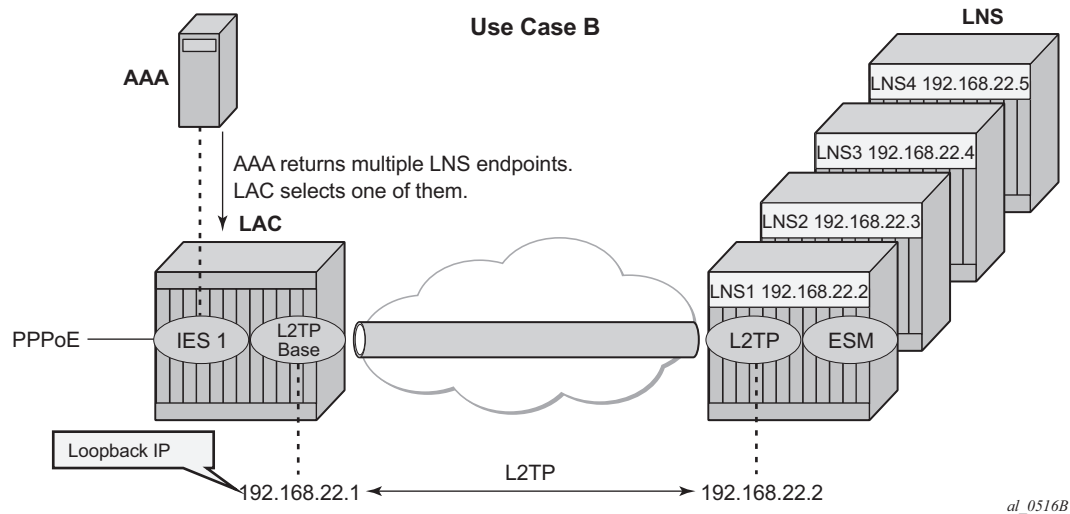 Use Case B
LNS
AAA
LNS4 192.168.22.5
LNS3 192.168.22.4
AAA returns multiple LNS endpoints.
LAC selects one of them.
LAC
LNS2 192.168.22.3
LNS1 192.168.22.2
PPPoE
IES 1
L2TP
Base
L2TP
ESM
Loopback IP
L2TP
192.168.22.1
192.168.22.2
al_0516B